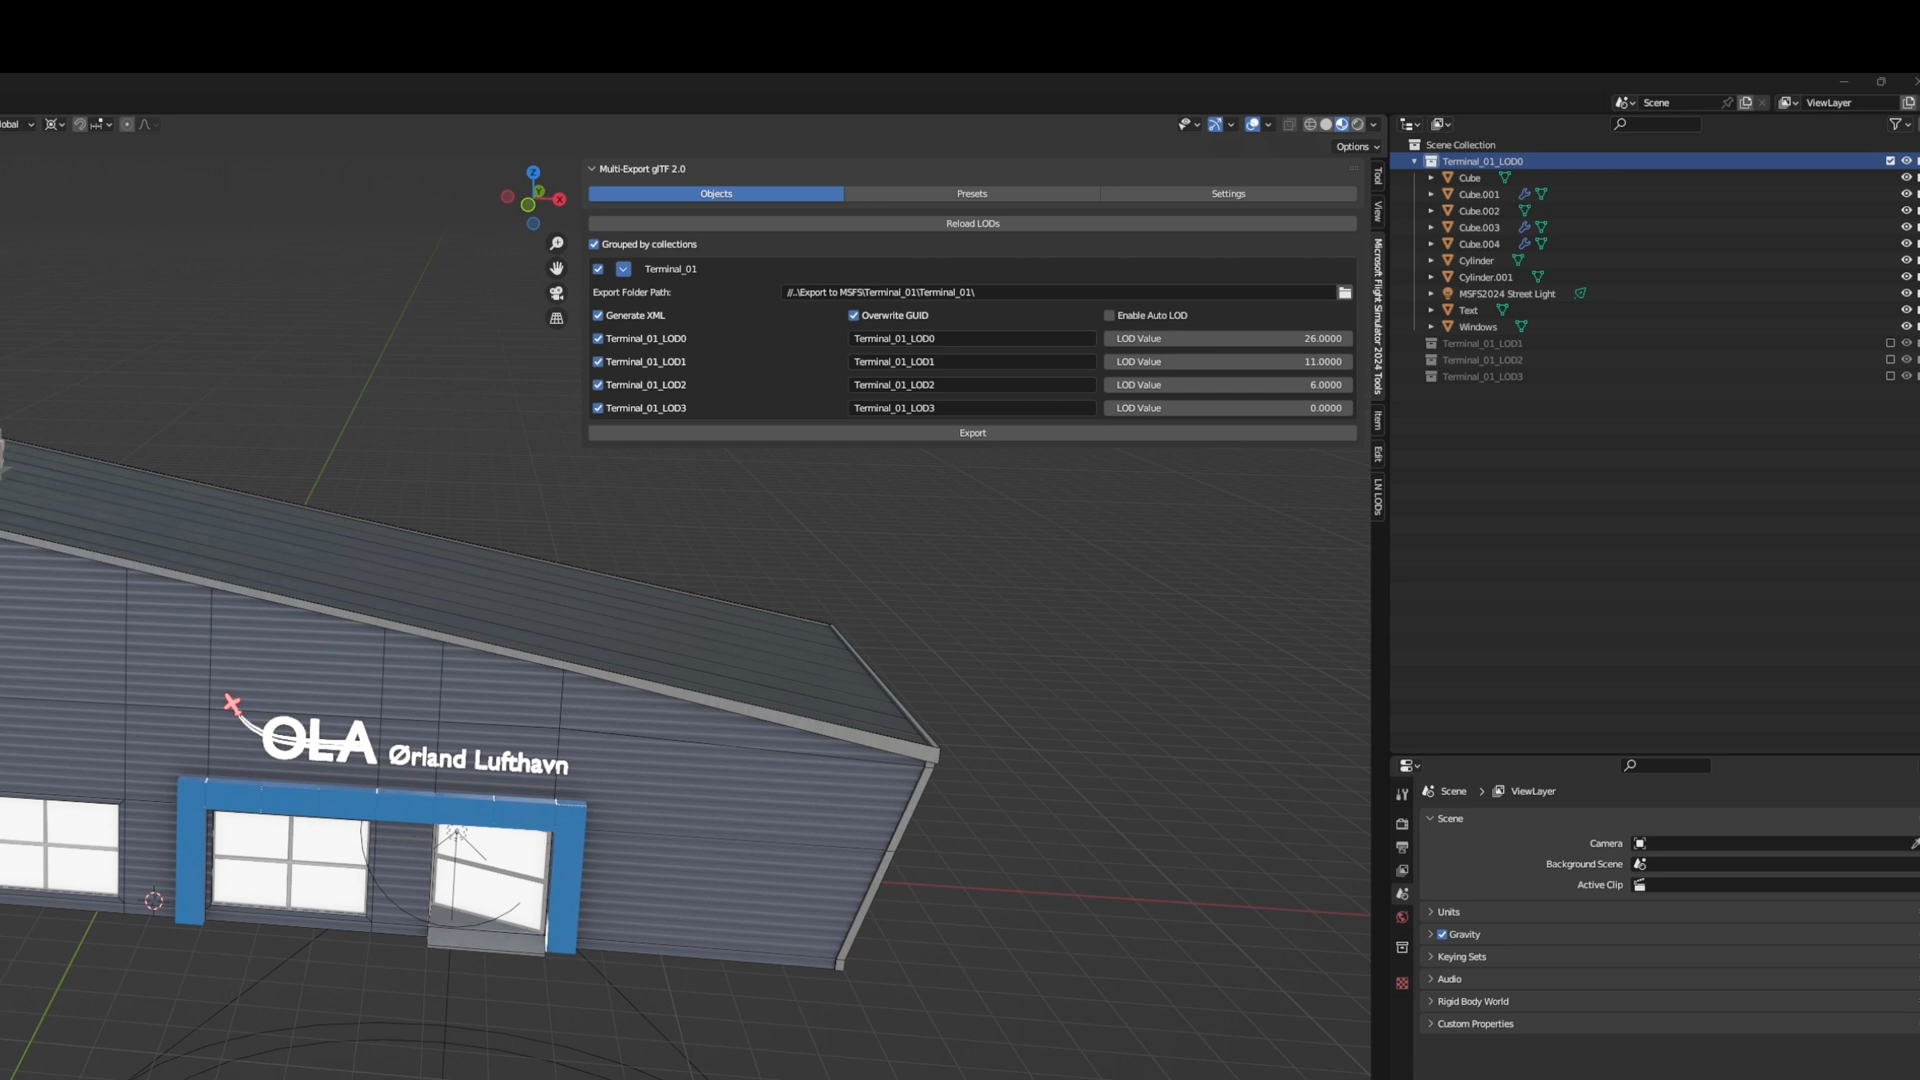 Scene
ViewLayer
obal
Options
Multi-Export glTF 2.0
Objects
Presets
Settings
Reload LODs
Grouped by collections
Terminal_01
Export Folder Path:
//..\Export to MSFS\Terminal_01\Terminal_01\
Generate XML
Overwrite GUID
Enable Auto LOD
Terminal_01_LOD0 Terminal_01_LOD0 LOD Value 26.0000
Terminal_01_LOD1 Terminal_01_LOD1 LOD Value 11.0000
Terminal_01_LOD2 Terminal_01_LOD2 LOD Value 6.0000
Terminal_01_LOD3 Terminal_01_LOD3 LOD Value 0.0000
Export
Tool
View
Microsoft Flight Simulator 2024 Tools
Item
Edit
LN LODs
Z
Y
X
OLA Ørland Lufthavn
Scene Collection
Terminal_01_LOD0
Cube
Cube.001
Cube.002
Cube.003
Cube.004
Cylinder
Cylinder.001
MSFS2024 Street Light
Text
Windows
Terminal_01_LOD1
Terminal_01_LOD2
Terminal_01_LOD3
Scene > ViewLayer
Scene
Camera
Background Scene
Active Clip
Units
Gravity
Keying Sets
Audio
Rigid Body World
Custom Properties